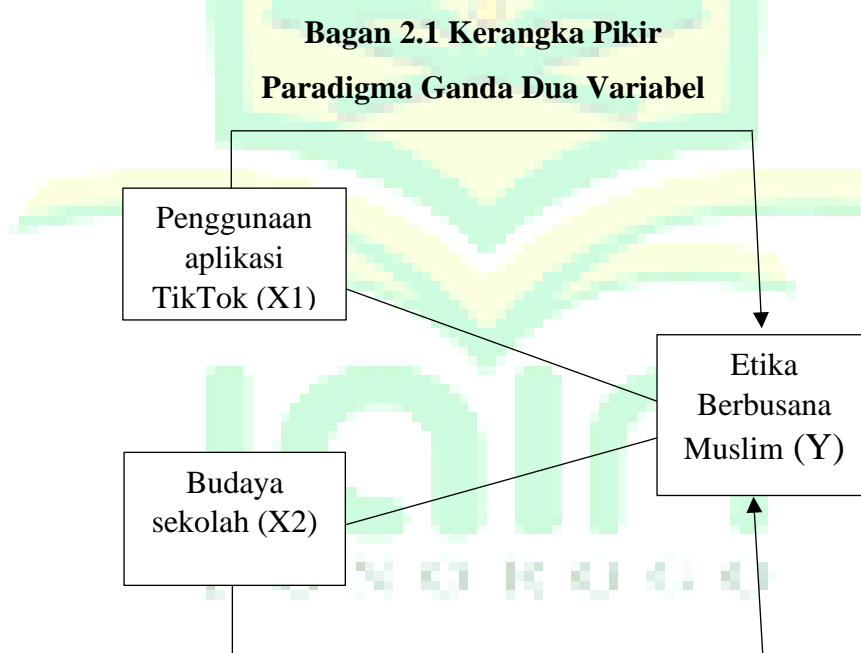 Bagan 2.1 Kerangka Pikir
Paradigma Ganda Dua Variabel
Penggunaan
aplikasi
TikTok (X1)
Etika
Berbusana
Muslim (Y)
Budaya
sekolah (X2)